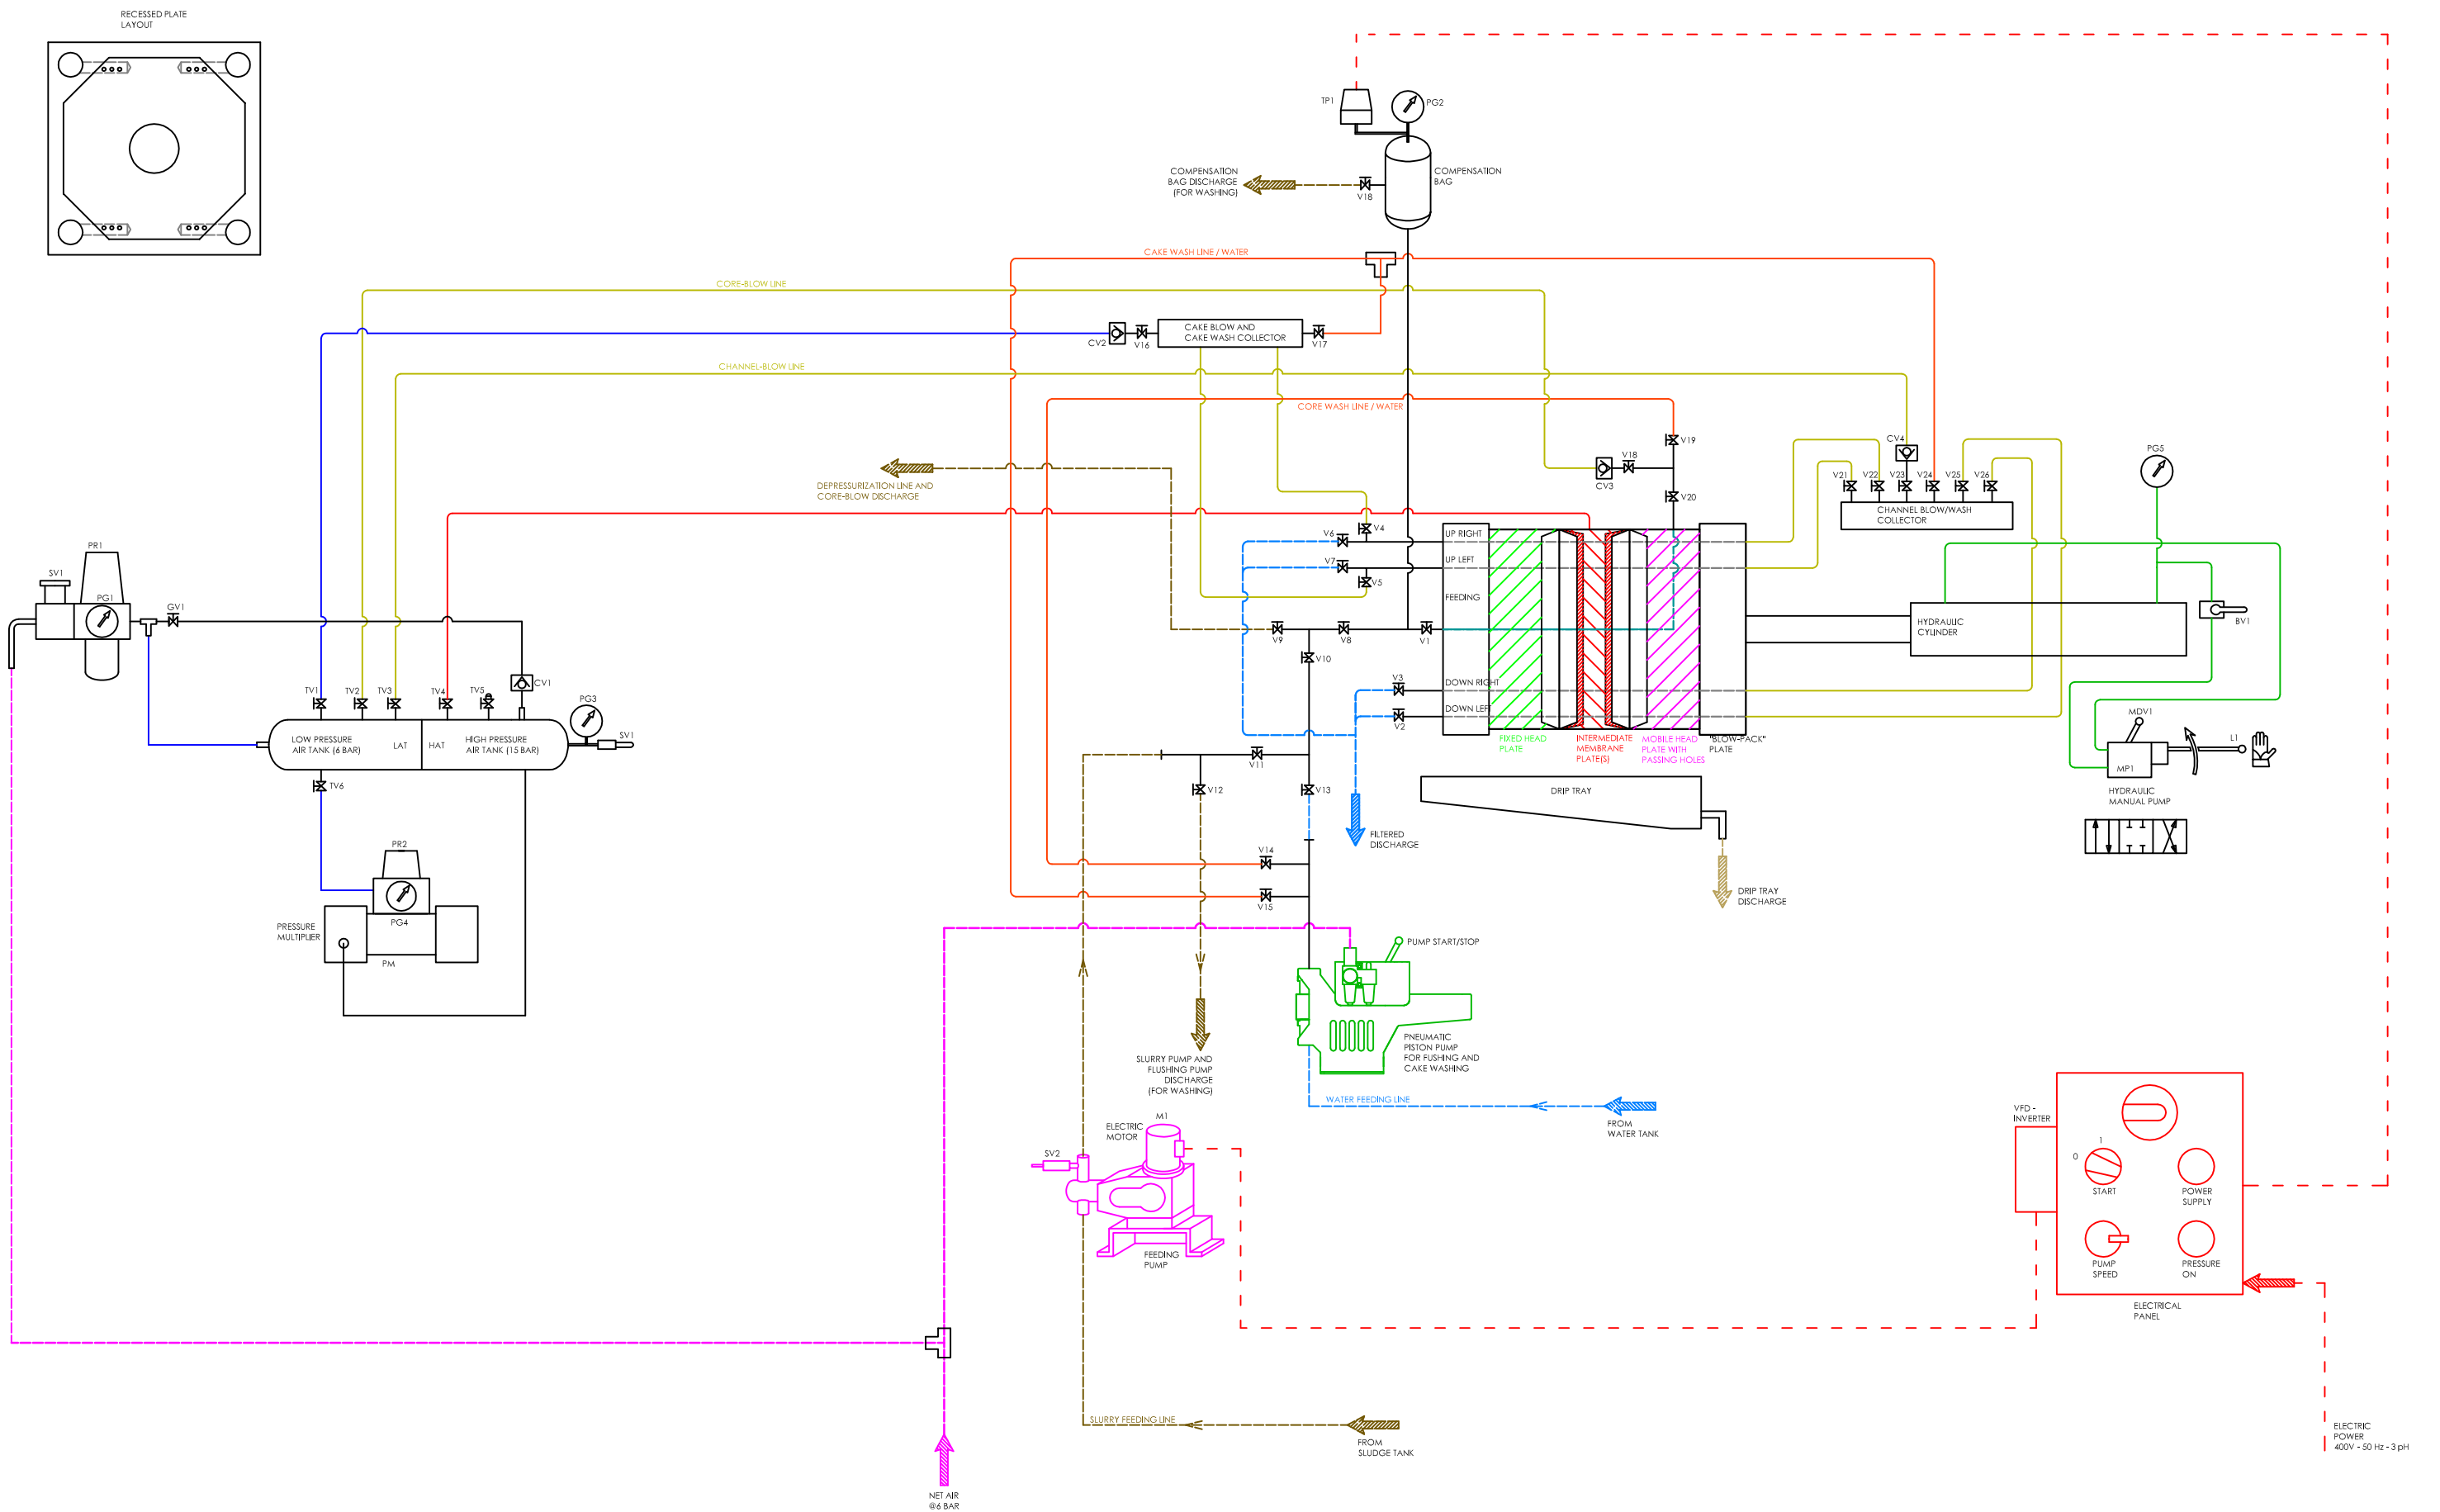 RECESSED PLATE
LAYOUT
TP1
PG2
COMPENSATION
BAG DISCHARGE
(FOR WASHING)
V18
COMPENSATION
BAG
CAKE WASH LINE / WATER
CORE-BLOW LINE
CAKE BLOW AND
CAKE WASH COLLECTOR
CV2
V16
V17
CHANNEL-BLOW LINE
CORE WASH LINE / WATER
V19
CV3
V18
V20
CV4
V21
V22
V23
V24
V25
V26
CHANNEL BLOW/WASH
COLLECTOR
PG5
DEPRESSURIZATION LINE AND
CORE-BLOW DISCHARGE
V6
V4
V7
V5
UP RIGHT
UP LEFT
FEEDING
DOWN RIGHT
DOWN LEFT
V9
V8
V1
V10
V3
V2
FIXED HEAD
PLATE
INTERMEDIATE
MEMBRANE
PLATE(S)
MOBILE HEAD
PLATE WITH
PASSING HOLES
"BLOW-PACK"
PLATE
HYDRAULIC
CYLINDER
BV1
MDV1
L1
MP1
HYDRAULIC
MANUAL PUMP
PR1
SV1
PG1
GV1
TV1
TV2
TV3
TV4
TV5
CV1
PG3
SV1
LOW PRESSURE
AIR TANK (6 BAR)
LAT
HAT
HIGH PRESSURE
AIR TANK (15 BAR)
TV6
PR2
PG4
PRESSURE
MULTIPLIER
PM
V11
V12
V13
V14
V15
FILTERED
DISCHARGE
DRIP TRAY
DRIP TRAY
DISCHARGE
PUMP START/STOP
PNEUMATIC
PISTON PUMP
FOR FUSHING AND
CAKE WASHING
SLURRY PUMP AND
FLUSHING PUMP
DISCHARGE
(FOR WASHING)
WATER FEEDING LINE
FROM
WATER TANK
M1
ELECTRIC
MOTOR
SV2
FEEDING
PUMP
VFD -
INVERTER
1
0
START
POWER
SUPPLY
PUMP
SPEED
PRESSURE
ON
ELECTRICAL
PANEL
SLURRY FEEDING LINE
FROM
SLUDGE TANK
NET AIR
@6 BAR
ELECTRIC
POWER
400V - 50 Hz - 3 pH